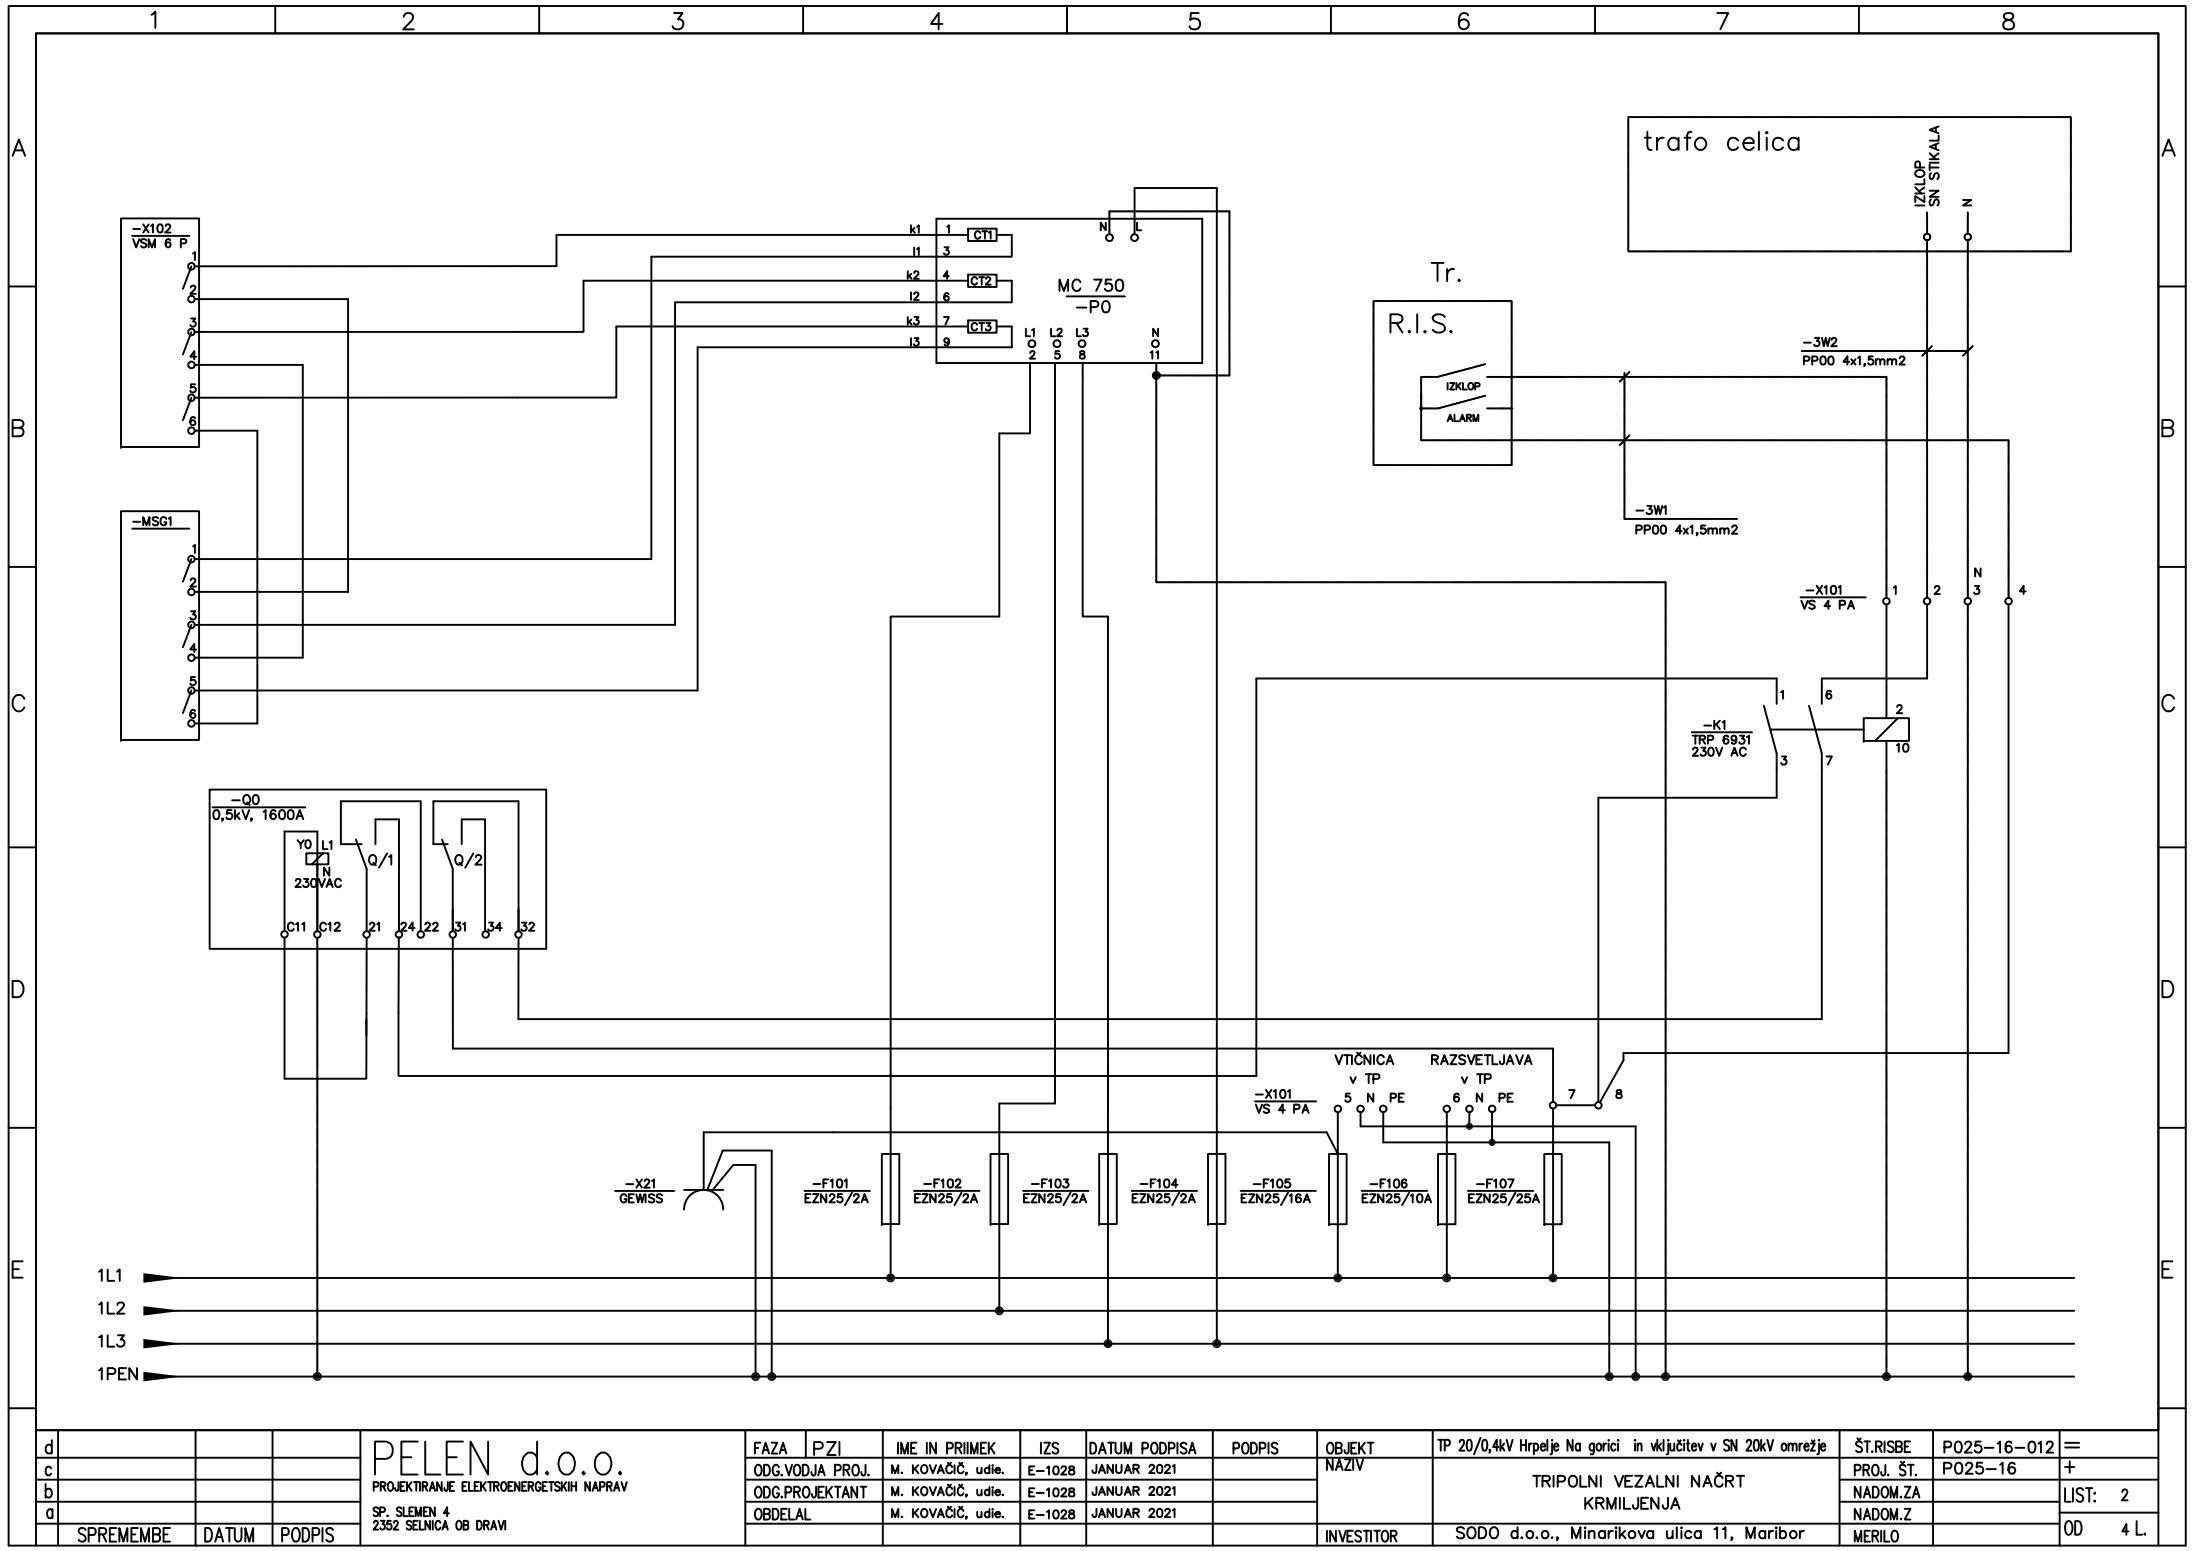 1 2 3 4 5 6 7 8
A
A
B
B
C
C
D
D
E
E
-X102
VSM 6 P
1
2
3
4
5
6
-MSG1
1
2
3
4
5
6
k1 1 CT1
l1 3
k2 4 CT2
l2 6
k3 7 CT3
l3 9
N L
MC 750
-P0
L1 L2 L3 N
2 5 8 11
trafo celica
IZKLOP
SN STIKALA
N
Tr.
R.I.S.
IZKLOP
ALARM
-3W2
PP00 4x1,5mm2
-3W1
PP00 4x1,5mm2
-X101
VS 4 PA
1 2 N 3 4
-K1
TRP 6931
230V AC
1 6 2
3 7 10
-Q0
0,5kV, 1600A
Y0 L1
N
230VAC
Q/1 Q/2
C11 C12 21 24 22 31 34 32
VTIČNICA
v TP
RAZSVETLJAVA
v TP
-X101
VS 4 PA
5 N PE 6 N PE 7 8
-X21
GEWISS
-F101
EZN25/2A
-F102
EZN25/2A
-F103
EZN25/2A
-F104
EZN25/2A
-F105
EZN25/16A
-F106
EZN25/10A
-F107
EZN25/25A
1L1
1L2
1L3
1PEN
d
c
b
a
SPREMEMBE DATUM PODPIS
PELEN d.o.o.
PROJEKTIRANJE ELEKTROENERGETSKIH NAPRAV
SP. SLEMEN 4
2352 SELNICA OB DRAVI
FAZA PZI IME IN PRIIMEK IZS DATUM PODPISA PODPIS
ODG.VODJA PROJ. M. KOVAČIČ, udie. E-1028 JANUAR 2021
ODG.PROJEKTANT M. KOVAČIČ, udie. E-1028 JANUAR 2021
OBDELAL M. KOVAČIČ, udie. E-1028 JANUAR 2021
OBJEKT TP 20/0,4kV Hrpelje Na gorici in vključitev v SN 20kV omrežje
NAZIV
TRIPOLNI VEZALNI NAČRT
KRMILJENJA
INVESTITOR SODO d.o.o., Minarikova ulica 11, Maribor
ŠT.RISBE P025-16-012 =
PROJ. ŠT. P025-16 +
NADOM.ZA
NADOM.Z
MERILO
LIST: 2
OD 4 L.